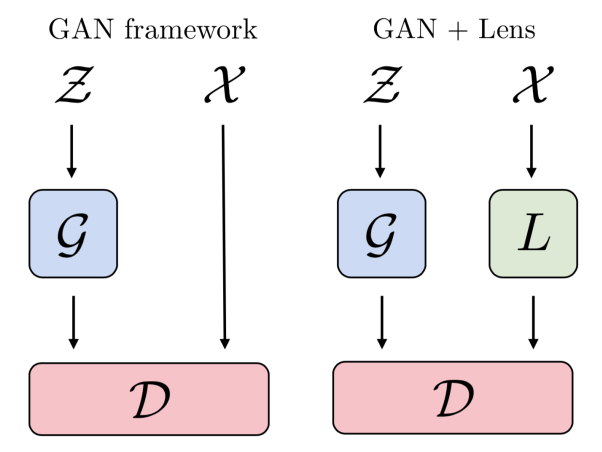 GAN framework
GAN + Lens
𝒵 𝒳
𝒵 𝒳
𝒢
𝒢 L
𝒟
𝒟